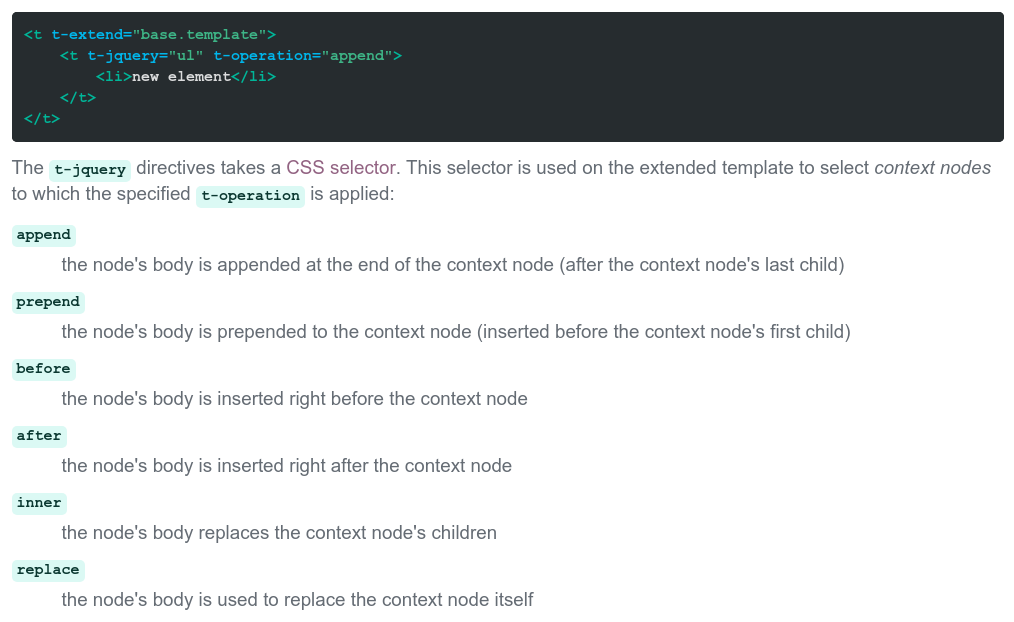 <t t-extend="base.template">
    <t t-jquery="ul" t-operation="append">
        <li>new element</li>
    </t>
</t>
The t-jquery directives takes a CSS selector. This selector is used on the extended template to select context nodes
to which the specified t-operation is applied:
append
the node's body is appended at the end of the context node (after the context node's last child)
prepend
the node's body is prepended to the context node (inserted before the context node's first child)
before
the node's body is inserted right before the context node
after
the node's body is inserted right after the context node
inner
the node's body replaces the context node's children
replace
the node's body is used to replace the context node itself